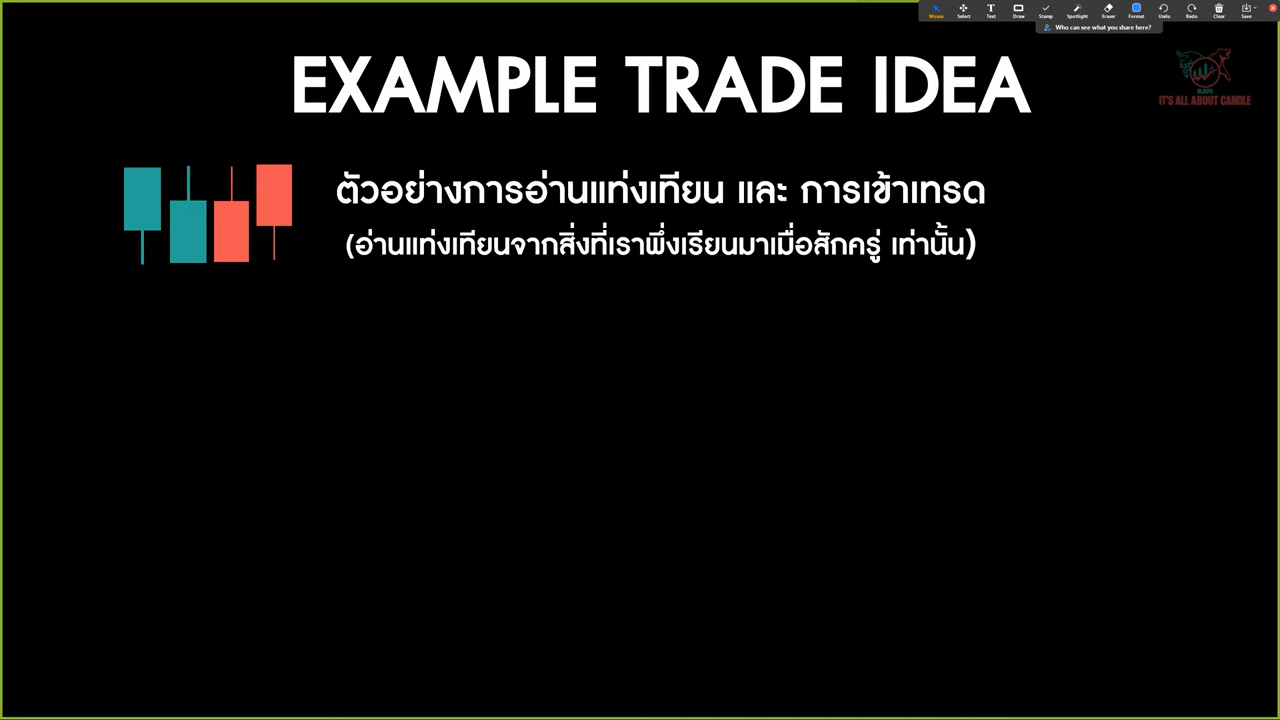 Mouse Select Text Draw Stamp Spotlight Eraser Format Undo Redo Clear Save
Who can see what you share here?
EXAMPLE TRADE IDEA
IT'S ALL ABOUT CANDLE
ตัวอย่างการอ่านแท่งเทียน และ การเข้าเทรด
(อ่านแท่งเทียนจากสิ่งที่เราพึ่งเรียนมาเมื่อสักครู่ เท่านั้น)